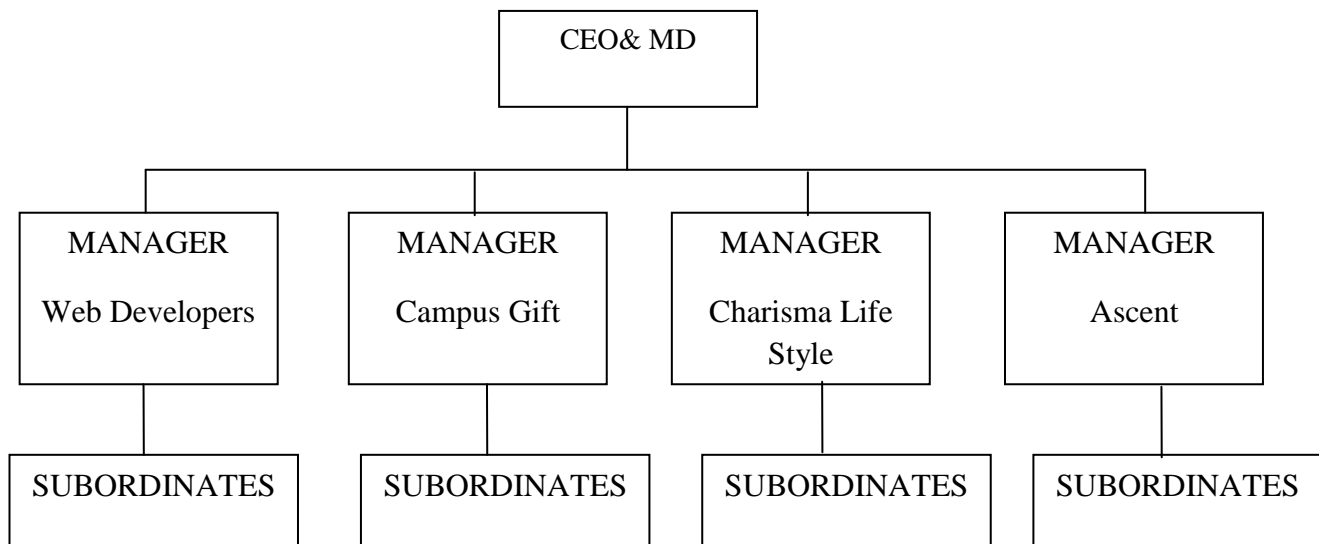 CEO& MD
MANAGER
Web Developers
MANAGER
Campus Gift
MANAGER
Charisma Life
Style
MANAGER
Ascent
SUBORDINATES
SUBORDINATES
SUBORDINATES
SUBORDINATES